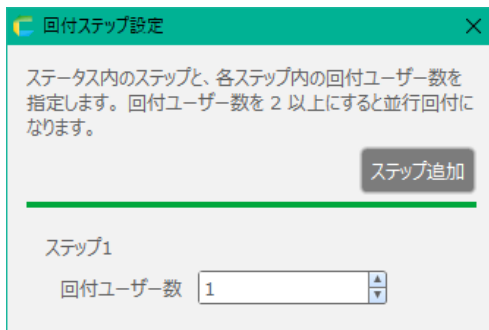 回付ステップ設定
ステータス内のステップと、各ステップ内の回付ユーザー数を
指定します。回付ユーザー数を 2 以上にすると並行回付に
なります。
ステップ追加
ステップ1
回付ユーザー数 1